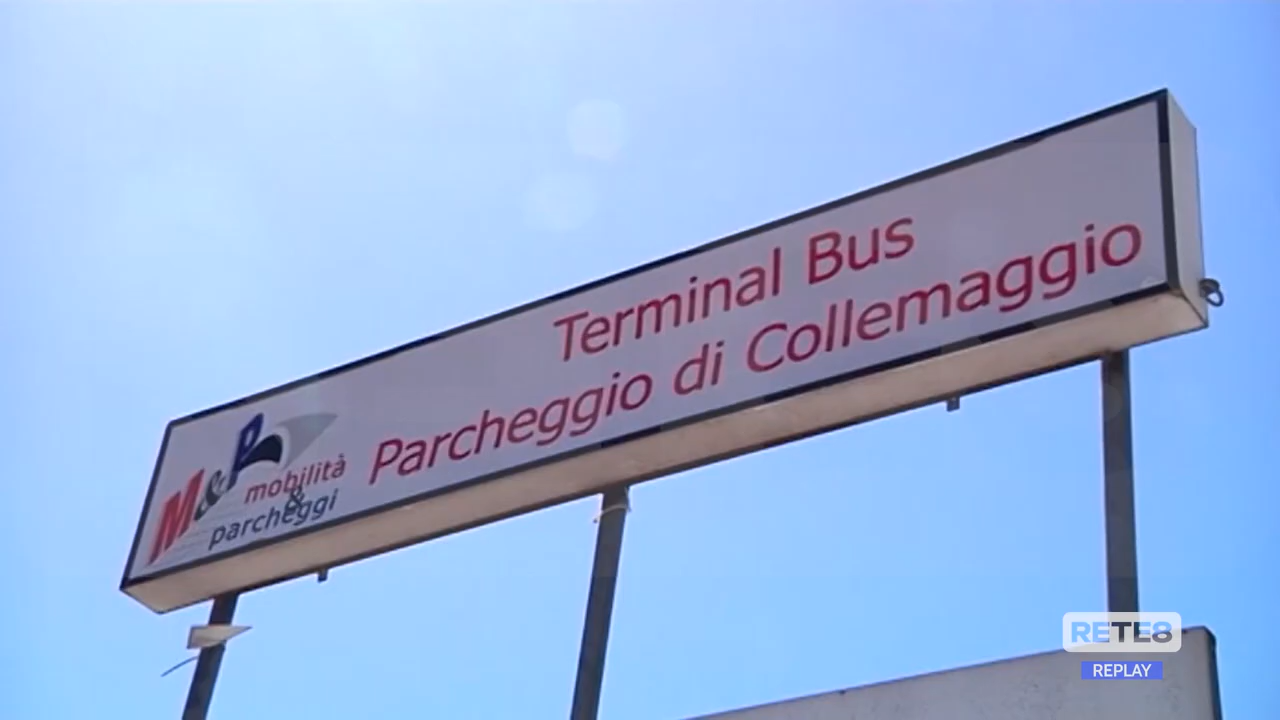 Terminal Bus
Parcheggio di Collemaggio
M&P
mobilità
&
parcheggi
RETE8
REPLAY